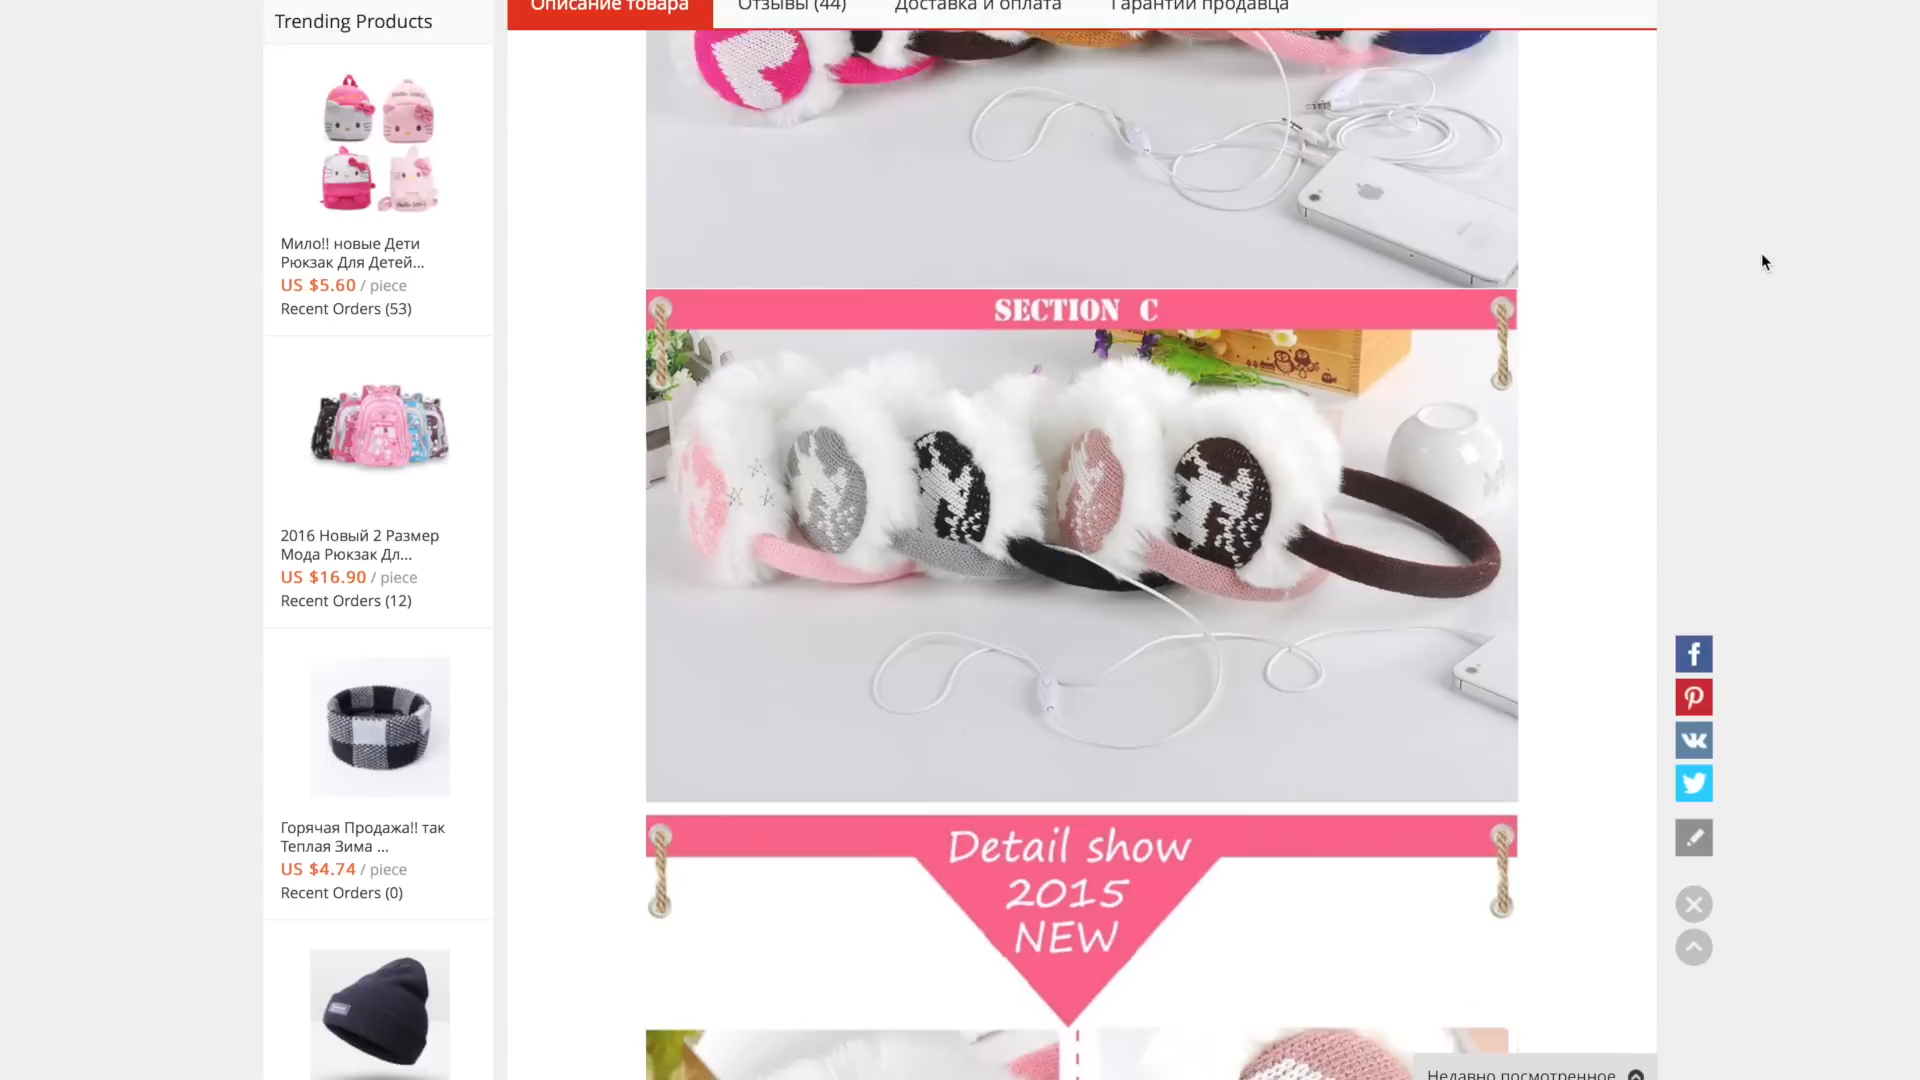 Trending Products
Описание товара
Отзывы (44)
Доставка и оплата
Гарантии продавца
Мило!! новые Дети
Рюкзак Для Детей...
US $5.60 / piece
Recent Orders (53)
2016 Новый 2 Размер
Мода Рюкзак Дл...
US $16.90 / piece
Recent Orders (12)
Горячая Продажа!! так
Теплая Зима ...
US $4.74 / piece
Recent Orders (0)
SECTION C
Detail show
2015
NEW
Недавно посмотренное